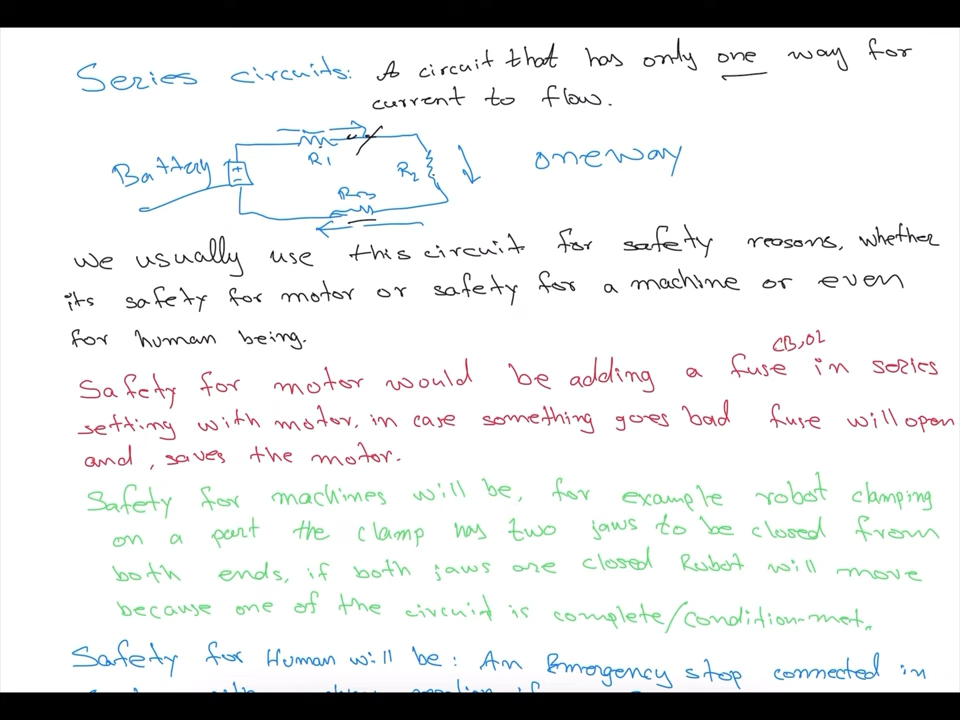 Series circuits: A circuit that has only one way for
current to flow.
R1
Battery
+
-
R2
R3
one way
we usually use this circuit for safety reasons, whether
its safety for motor or safety for a machine or even
for human being.
CB, OL
Safety for motor would be adding a fuse in series
setting with motor, in case something goes bad fuse will open
and, saves the motor.
Safety for machines will be, for example robot clamping
on a part the clamp has two jaws to be closed from
both ends, if both jaws are closed Robot will move
because one of the circuit is complete/condition-met.
Safety for Human will be: An Emergency stop connected in